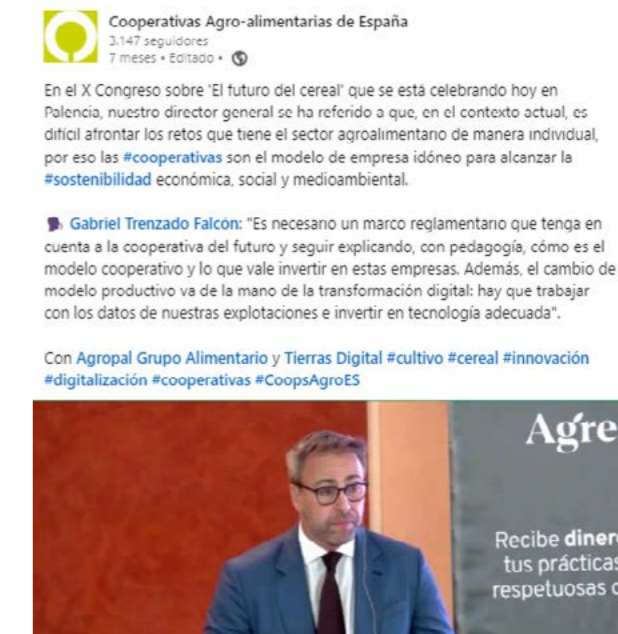 Cooperativas Agro-alimentarias de España
3.147 seguidores
7 meses • Editado •
En el X Congreso sobre 'El futuro del cereal' que se está celebrando hoy en
Palencia, nuestro director general se ha referido a que, en el contexto actual, es
difícil afrontar los retos que tiene el sector agroalimentario de manera individual,
por eso las #cooperativas son el modelo de empresa idóneo para alcanzar la
#sostenibilidad económica, social y medioambiental.
Gabriel Trenzado Falcón: "Es necesario un marco reglamentario que tenga en
cuenta a la cooperativa del futuro y seguir explicando, con pedagogía, cómo es el
modelo cooperativo y lo que vale invertir en estas empresas. Además, el cambio de
modelo productivo va de la mano de la transformación digital: hay que trabajar
con los datos de nuestras explotaciones e invertir en tecnología adecuada".
Con Agropal Grupo Alimentario y Tierras Digital #cultivo #cereal #innovación
#digitalización #cooperativas #CoopsAgroES
Agre
Recibe diner
tus prácticas
respetuosas